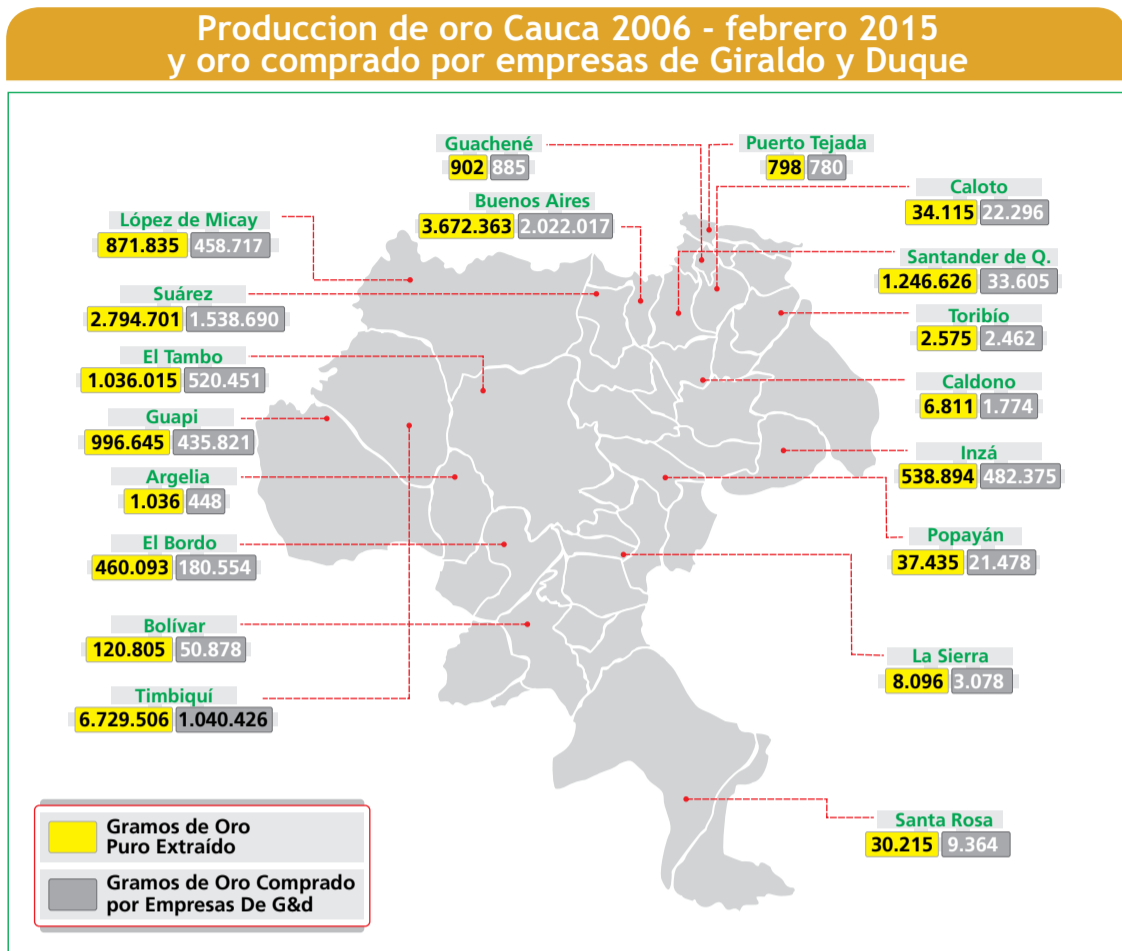 Produccion de oro Cauca 2006 - febrero 2015
y oro comprado por empresas de Giraldo y Duque
Guachené
902 885
Puerto Tejada
798 780
Buenos Aires
3.672.363 2.022.017
Caloto
34.115 22.296
López de Micay
871.835 458.717
Santander de Q.
1.246.626 33.605
Suárez
2.794.701 1.538.690
Toribío
2.575 2.462
El Tambo
1.036.015 520.451
Caldono
6.811 1.774
Guapi
996.645 435.821
Inzá
538.894 482.375
Argelia
1.036 448
Popayán
37.435 21.478
El Bordo
460.093 180.554
Bolívar
120.805 50.878
La Sierra
8.096 3.078
Timbiquí
6.729.506 1.040.426
Santa Rosa
30.215 9.364
Gramos de Oro
Puro Extraído
Gramos de Oro Comprado
por Empresas De G&d